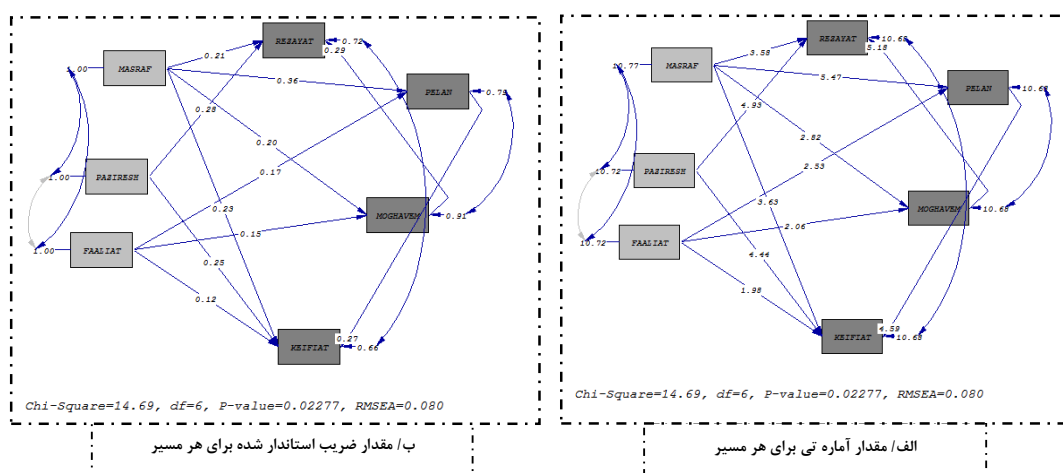 REZAYAT
0.72
0.29
0.21
MASRAF
1.00
0.36
PELAN
0.79
0.28
0.20
0.17
PAZIRESH
1.00
MOGHAVEM
0.91
0.23
0.15
FAALIAT
1.00
0.25
0.12
KEIFIAT
0.27
0.66
Chi-Square=14.69, df=6, P-value=0.02277, RMSEA=0.080
ب/ مقدار ضریب استاندار شده برای هر مسیر
REZAYAT
10.68
5.18
3.58
MASRAF
10.77
5.47
PELAN
10.68
4.93
2.82
2.53
PAZIRESH
10.72
MOGHAVEM
10.68
3.63
2.06
FAALIAT
10.72
4.44
1.98
KEIFIAT
4.59
10.68
Chi-Square=14.69, df=6, P-value=0.02277, RMSEA=0.080
الف/ مقدار آماره تی برای هر مسیر